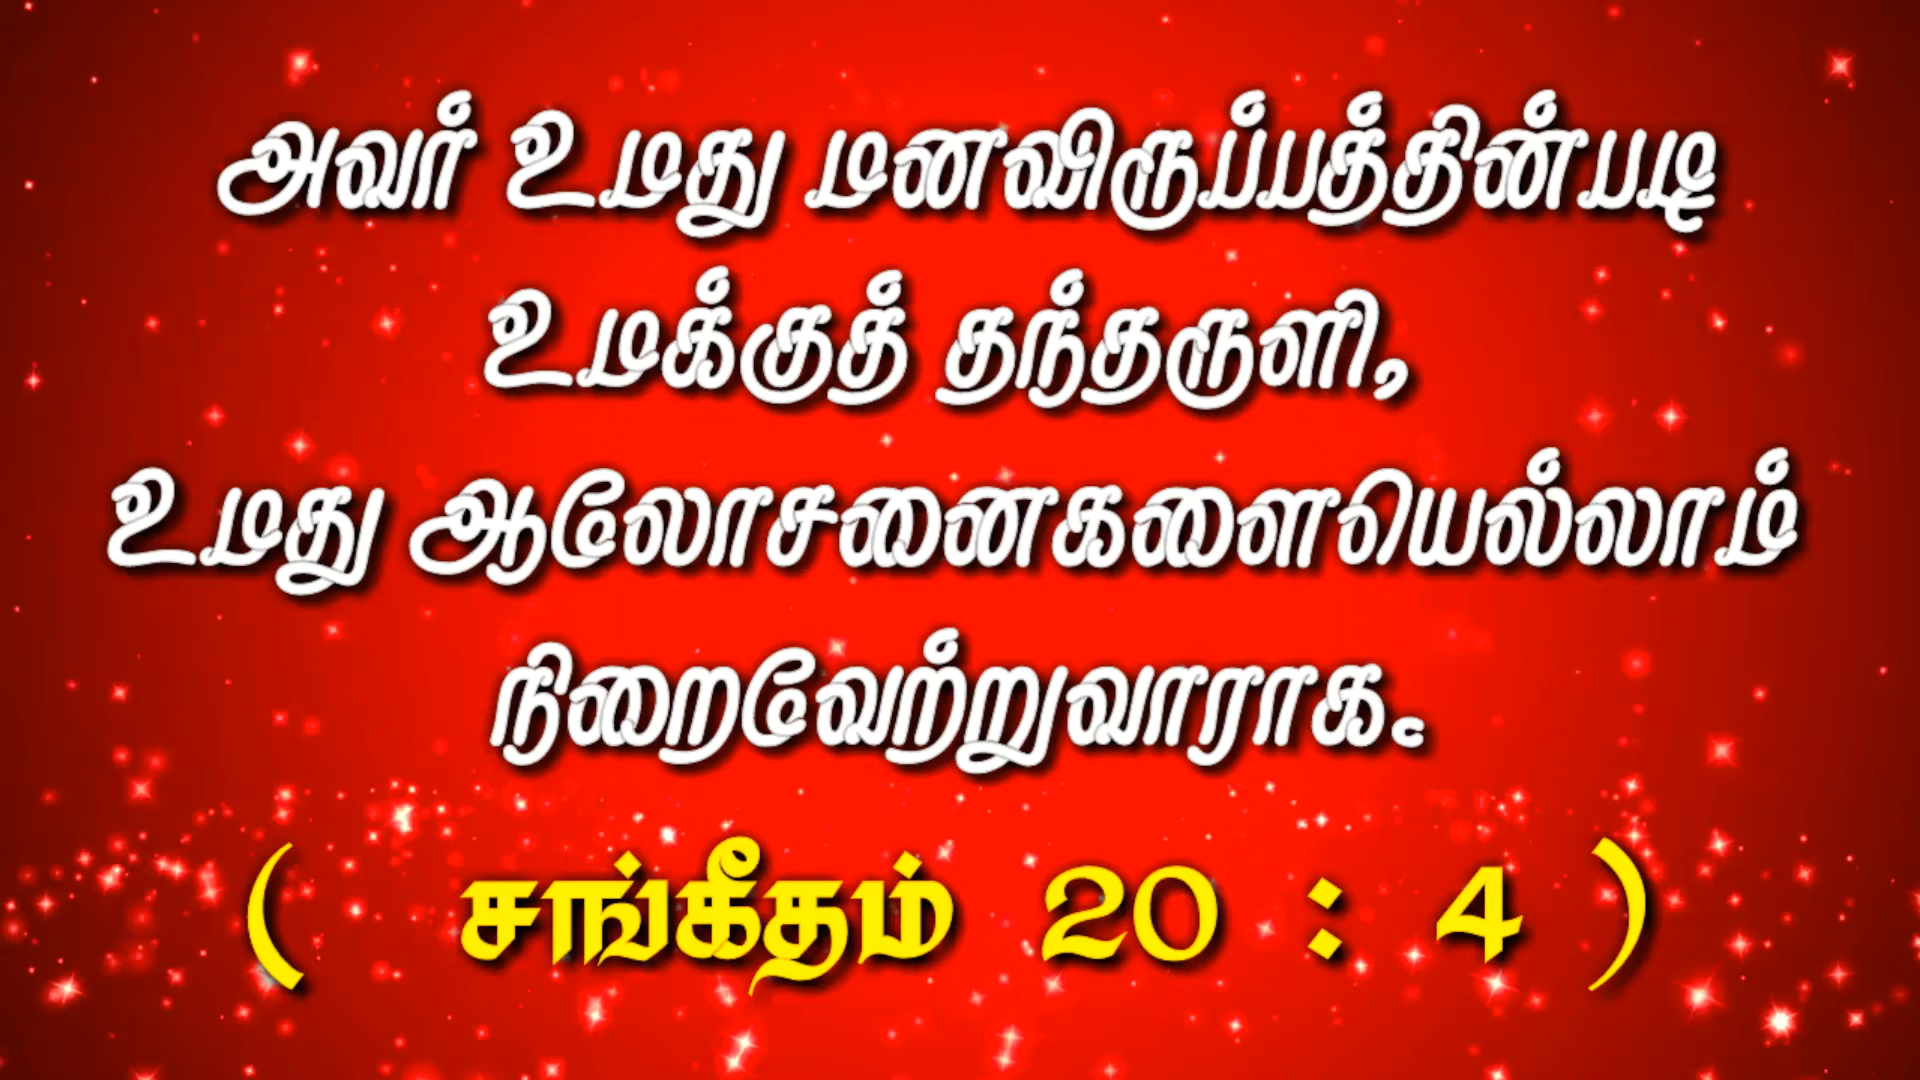 அவர் உமது மனவிருப்பத்தின்படி
உமக்குத் தந்தருளி,
உமது ஆலோசனைகளையெல்லாம்
நிறைவேற்றுவாராக.
( சங்கீதம் 20 : 4 )